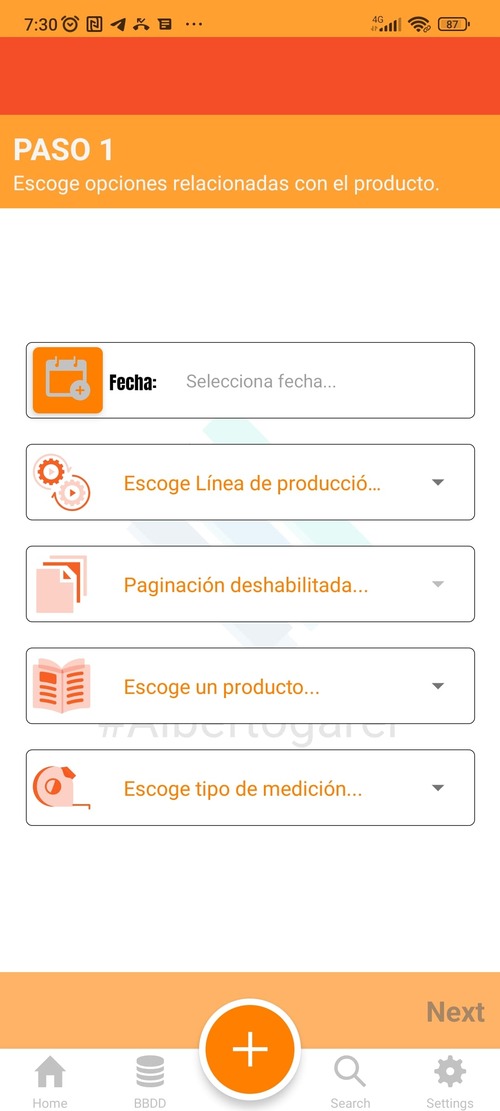 7:30
4G
87
PASO 1
Escoge opciones relacionadas con el producto.
Fecha: Selecciona fecha...
Escoge Línea de producció...
Paginación deshabilitada...
Escoge un producto...
#Albertogarci
Escoge tipo de medición...
Next
Home BBDD Search Settings